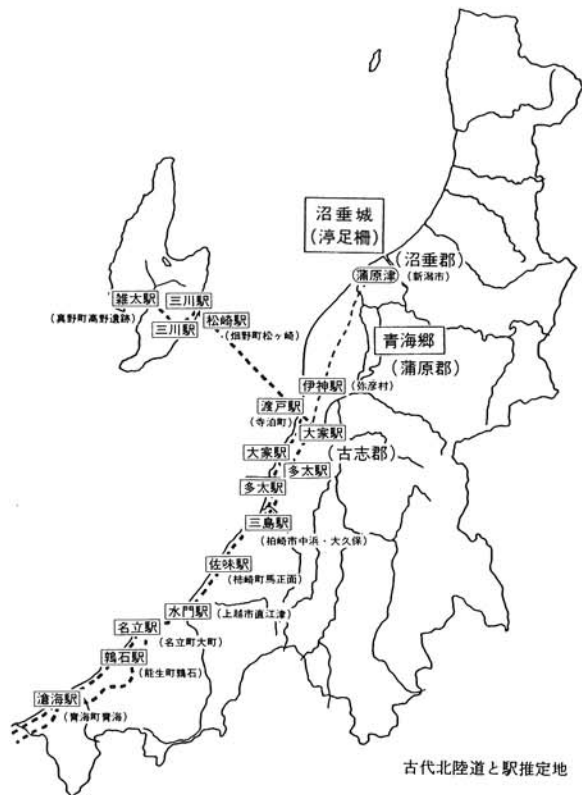 沼垂城
(渟足柵)
(沼垂郡)
蒲原津
(新潟市)
雑太駅
三川駅
(真野町高野遺跡)
三川駅
松崎駅
(畑野町松ヶ崎)
青海郷
(蒲原郡)
伊神駅
(弥彦村)
渡戸駅
(寺泊町)
大家駅
大家駅
(古志郡)
多太駅
多太駅
三島駅
(柏崎市中浜・大久保)
佐味駅
(柿崎町馬正面)
水門駅
(上越市直江津)
名立駅
(名立町大町)
鶉石駅
(能生町鶉石)
滄海駅
(青海町青海)
古代北陸道と駅推定地